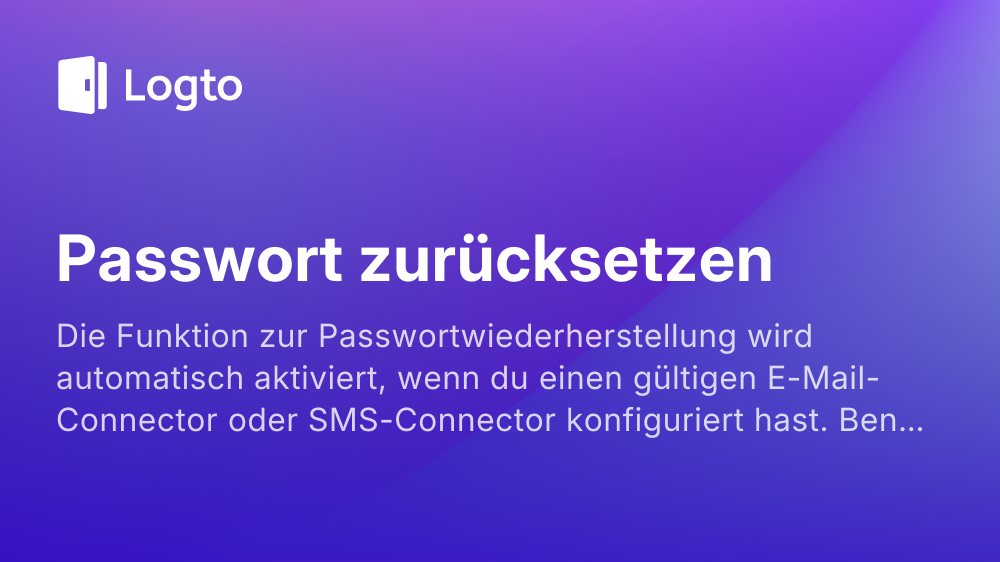 Logto
Passwort zurücksetzen
Die Funktion zur Passwortwiederherstellung wird
automatisch aktiviert, wenn du einen gültigen E-Mail-
Connector oder SMS-Connector konfiguriert hast. Ben...